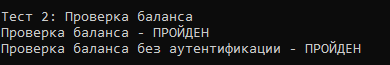 Тест 2: Проверка баланса
Проверка баланса - ПРОЙДЕН
Проверка баланса без аутентификации - ПРОЙДЕН